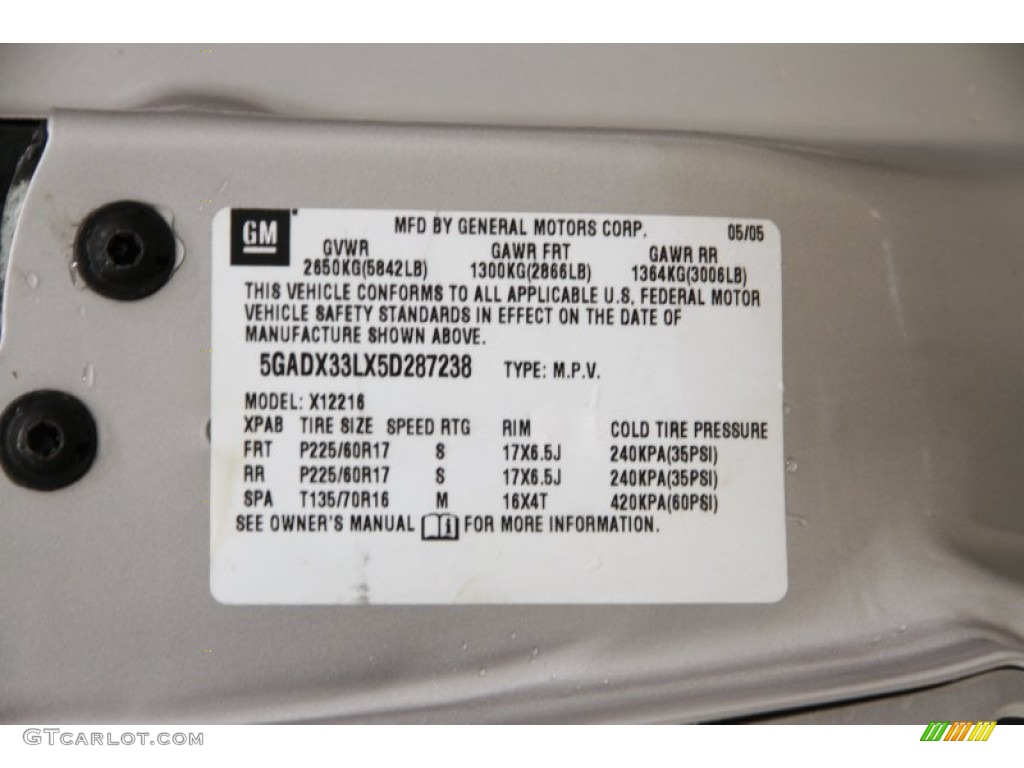 GM
MFD BY GENERAL MOTORS CORP. 05/05
GVWR GAWR FRT GAWR RR
2650KG(5842LB) 1300KG(2866LB) 1364KG(3006LB)
THIS VEHICLE CONFORMS TO ALL APPLICABLE U.S. FEDERAL MOTOR
VEHICLE SAFETY STANDARDS IN EFFECT ON THE DATE OF
MANUFACTURE SHOWN ABOVE.
5GADX33LX5D287238 TYPE: M.P.V.
MODEL: X12216
XPAB TIRE SIZE SPEED RTG RIM COLD TIRE PRESSURE
FRT P225/60R17 S 17X6.5J 240KPA(35PSI)
RR P225/60R17 S 17X6.5J 240KPA(35PSI)
SPA T135/70R16 M 16X4T 420KPA(60PSI)
SEE OWNER'S MANUAL i FOR MORE INFORMATION.
GTcarlot.com